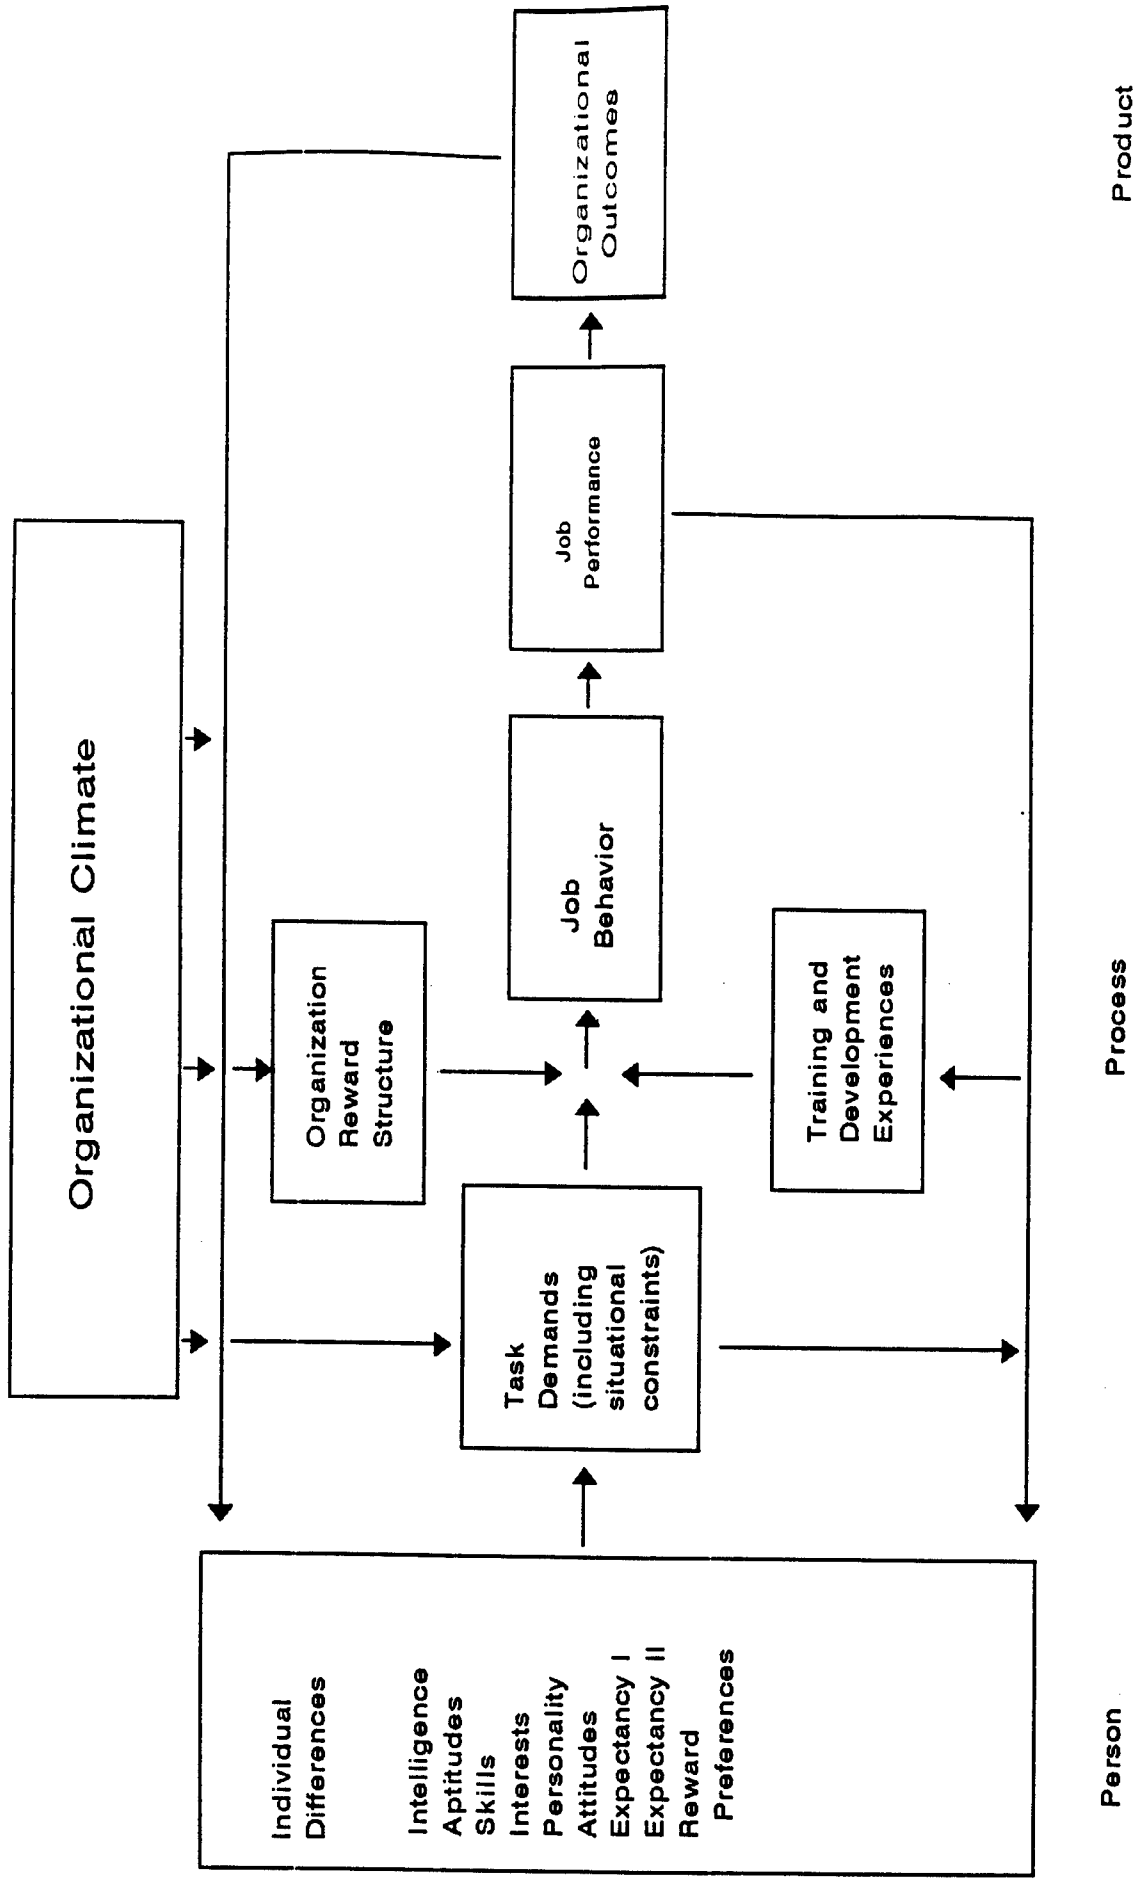 Organizational Climate
Individual
Differences
Intelligence
Aptitudes
Skills
Interests
Personality
Attitudes
Expectancy I
Expectancy II
Reward
Preferences
Task
Demands
(including
situational
constraints)
Organization
Reward
Structure
Training and
Development
Experiences
Job
Behavior
Job
Performance
Organizational
Outcomes
Person
Process
Product